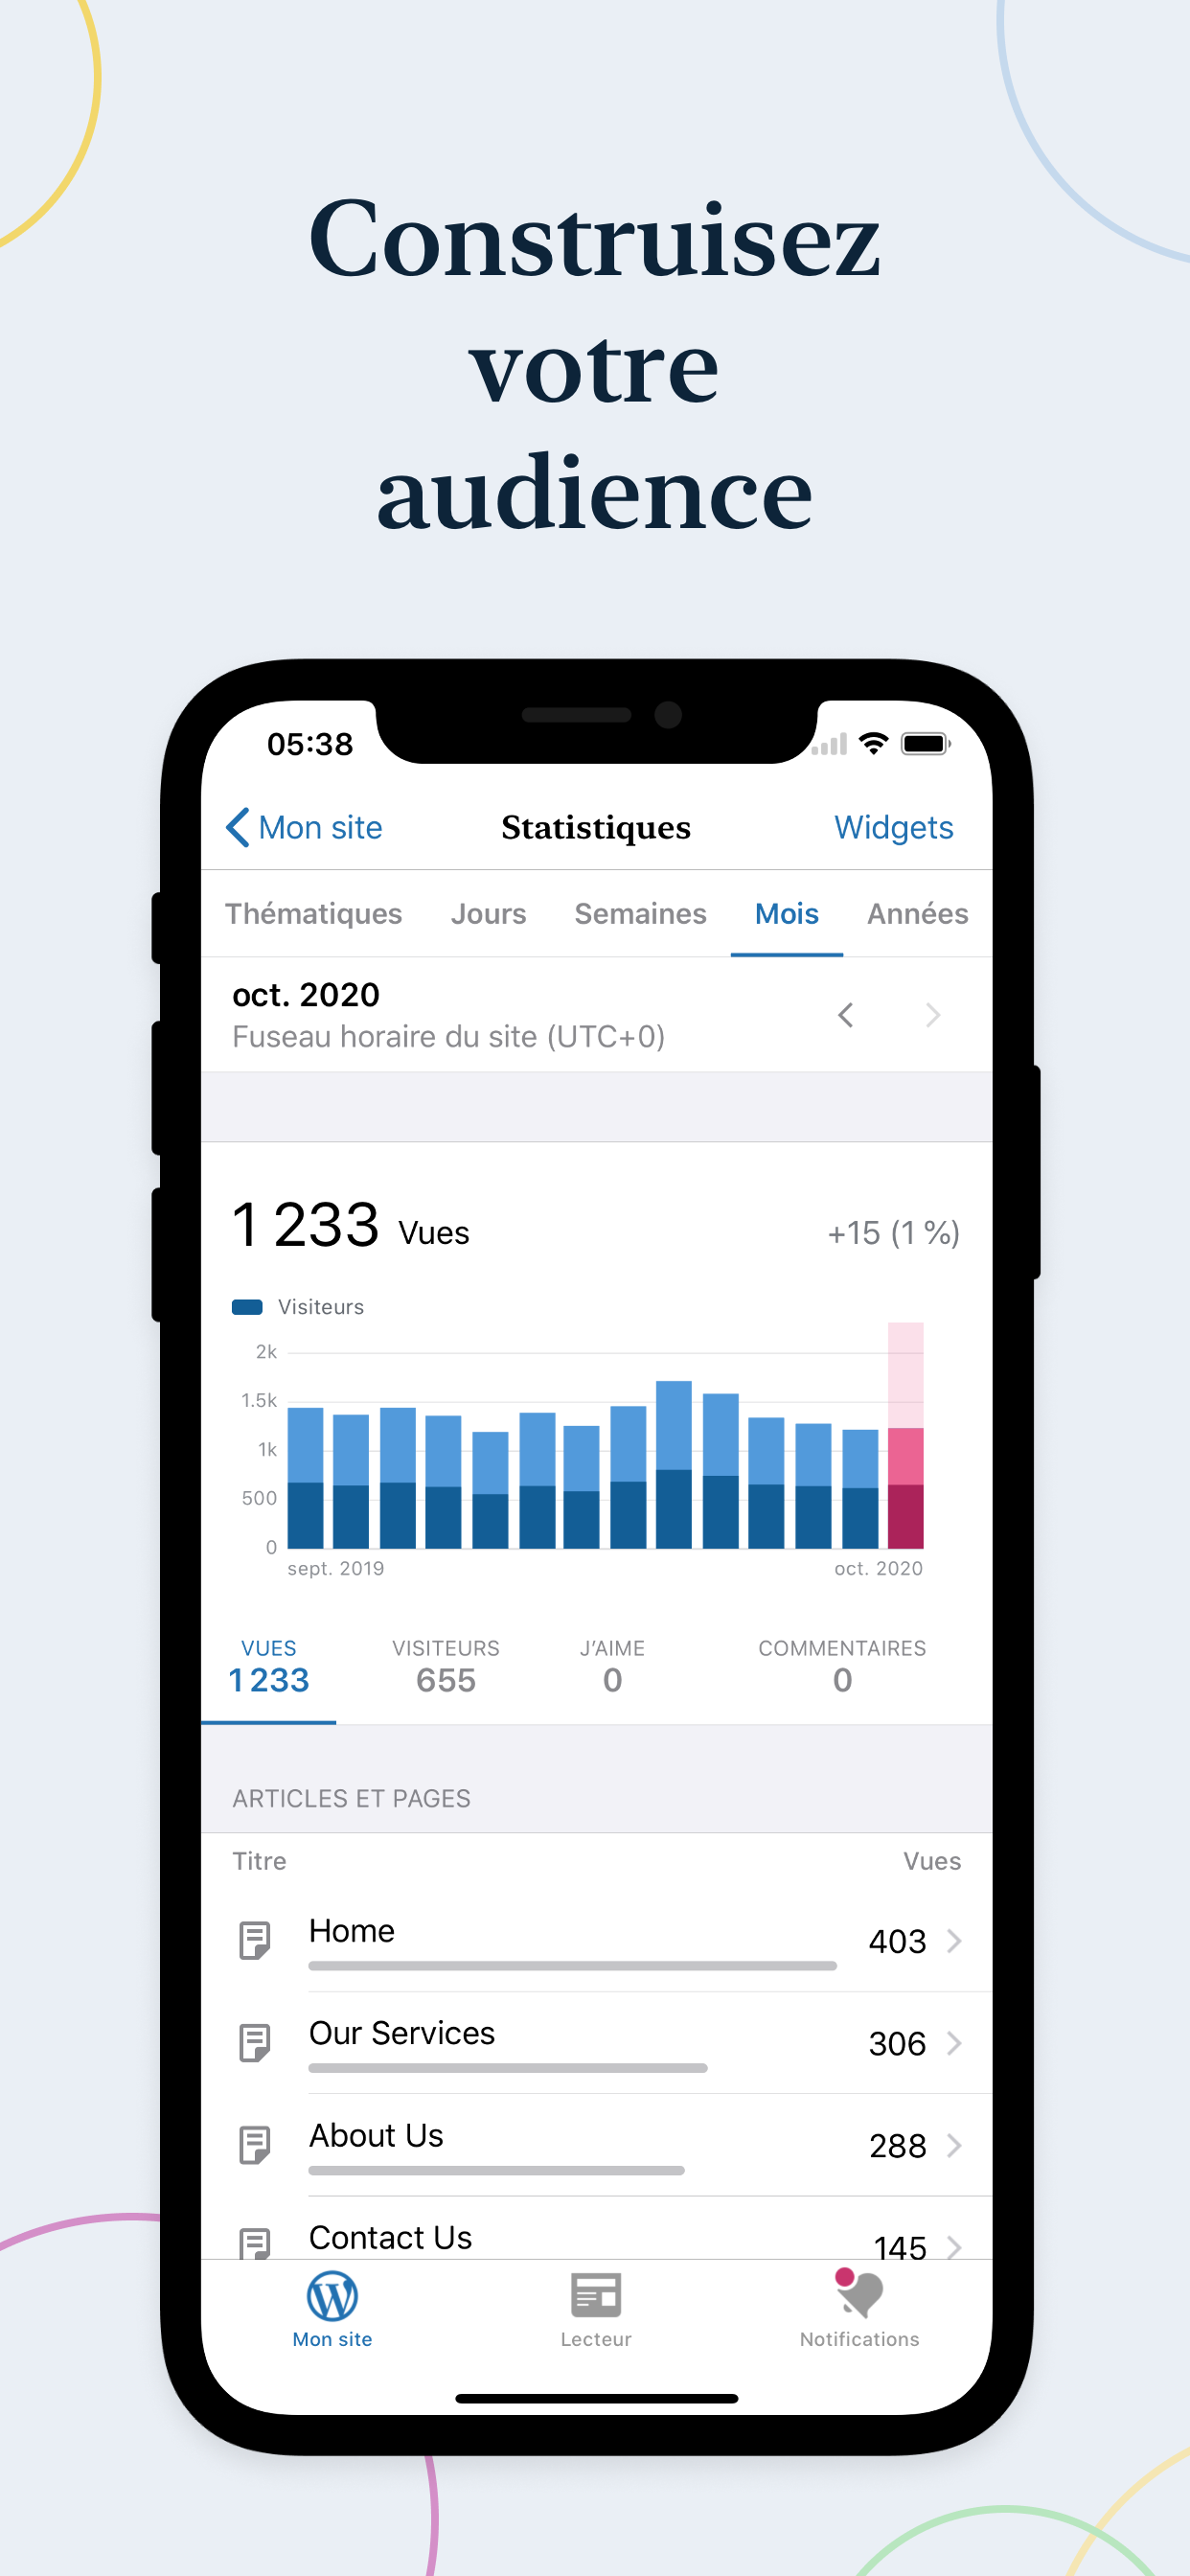 Construisez
votre
audience
05:38
Mon site
Statistiques
Widgets
Thématiques
Jours
Semaines
Mois
Années
oct. 2020
Fuseau horaire du site (UTC+0)
1 233 Vues
+15 (1 %)
Visiteurs
2k
1.5k
1k
500
0
sept. 2019
oct. 2020
VUES
1 233
VISITEURS
655
J’AIME
0
COMMENTAIRES
0
ARTICLES ET PAGES
Titre
Vues
Home
403
Our Services
306
About Us
288
Contact Us
145
Mon site
Lecteur
Notifications